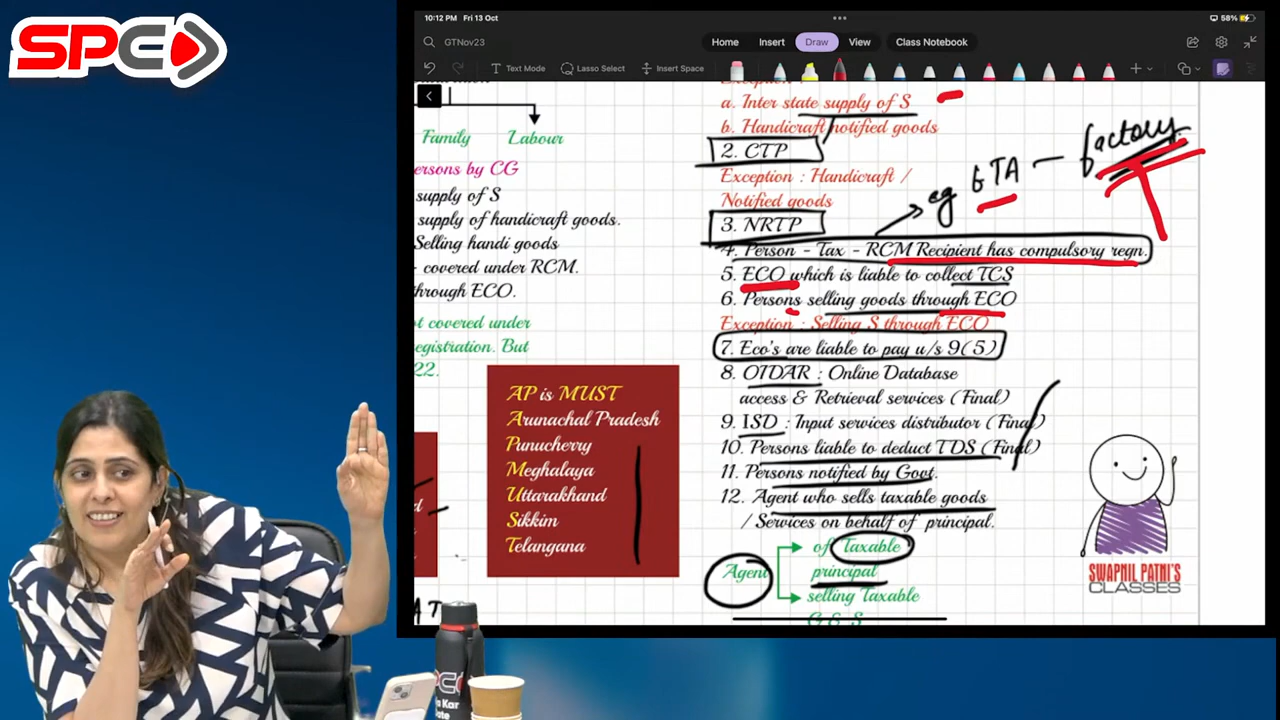 SPC
10:12 PM Fri 13 Oct
58%
GTNov23
Home Insert Draw View Class Notebook
Text Mode Lasso Select Insert Space
Family Labour
ersons by CG
supply of S
supply of handicraft goods.
Selling handi goods
- covered under RCM.
hrough ECO.
ot covered under
egistration. But
22.
AP is MUST
Arunachal Pradesh
Punucherry
Meghalaya
Uttarakhand
Sikkim
Telangana
a. Inter state supply of S
b. Handicraft notified goods
2. CTP
Exception : Handicraft /
Notified goods
3. NRTP
eg GTA - factory
4. Person - Tax - RCM Recipient has compulsory regn.
5. ECO which is liable to collect TCS
6. Persons selling goods through ECO
Exception : Selling S through ECO
7. Eco's are liable to pay u/s 9(5)
8. OIDAR : Online Database
access & Retrieval services (Final)
9. ISD : Input services distributor (Final)
10. Persons liable to deduct TDS (Final)
11. Persons notified by Govt.
12. Agent who sells taxable goods
/ Services on behalf of principal.
of Taxable
Agent principal
selling Taxable
G & S
SWAPNIL PATNI'S
CLASSES
SPC